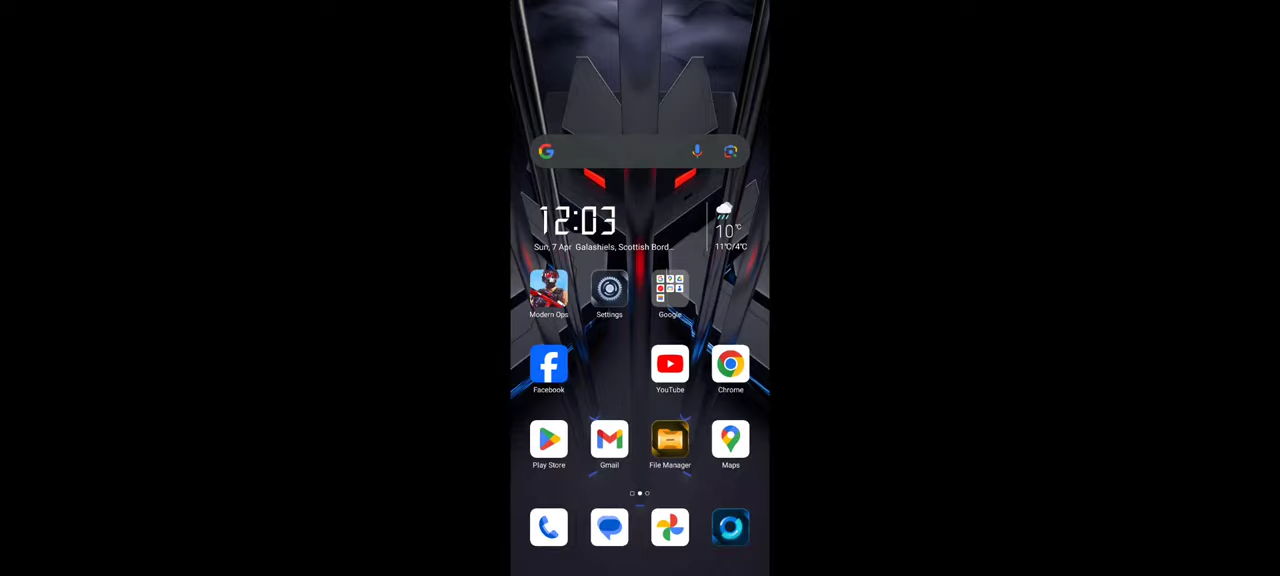 12:03
10°C
Sun, 7 Apr Galashiels, Scottish Bord...
11°C/4°C
Modern Ops
Settings
Google
Facebook
YouTube
Chrome
Play Store
Gmail
File Manager
Maps